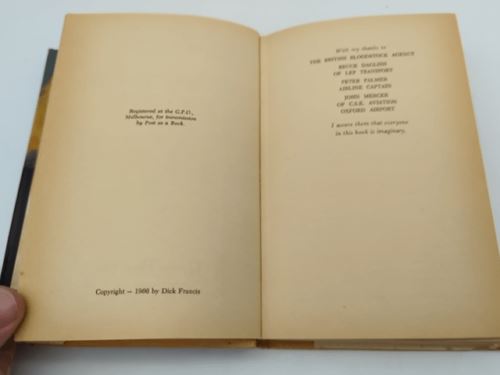 Registered at the G.P.O.,
Melbourne, for transmission
by Post as a Book.
Copyright — 1966 by Dick Francis
With my thanks to
THE BRITISH BLOODSTOCK AGENCY
BRUCE DAGLISH
OF LEP TRANSPORT
PETER PALMER
AIRLINE CAPTAIN
JOHN MERCER
OF C.S.E. AVIATION
OXFORD AIRPORT
I assure them that everyone
in this book is imaginary.